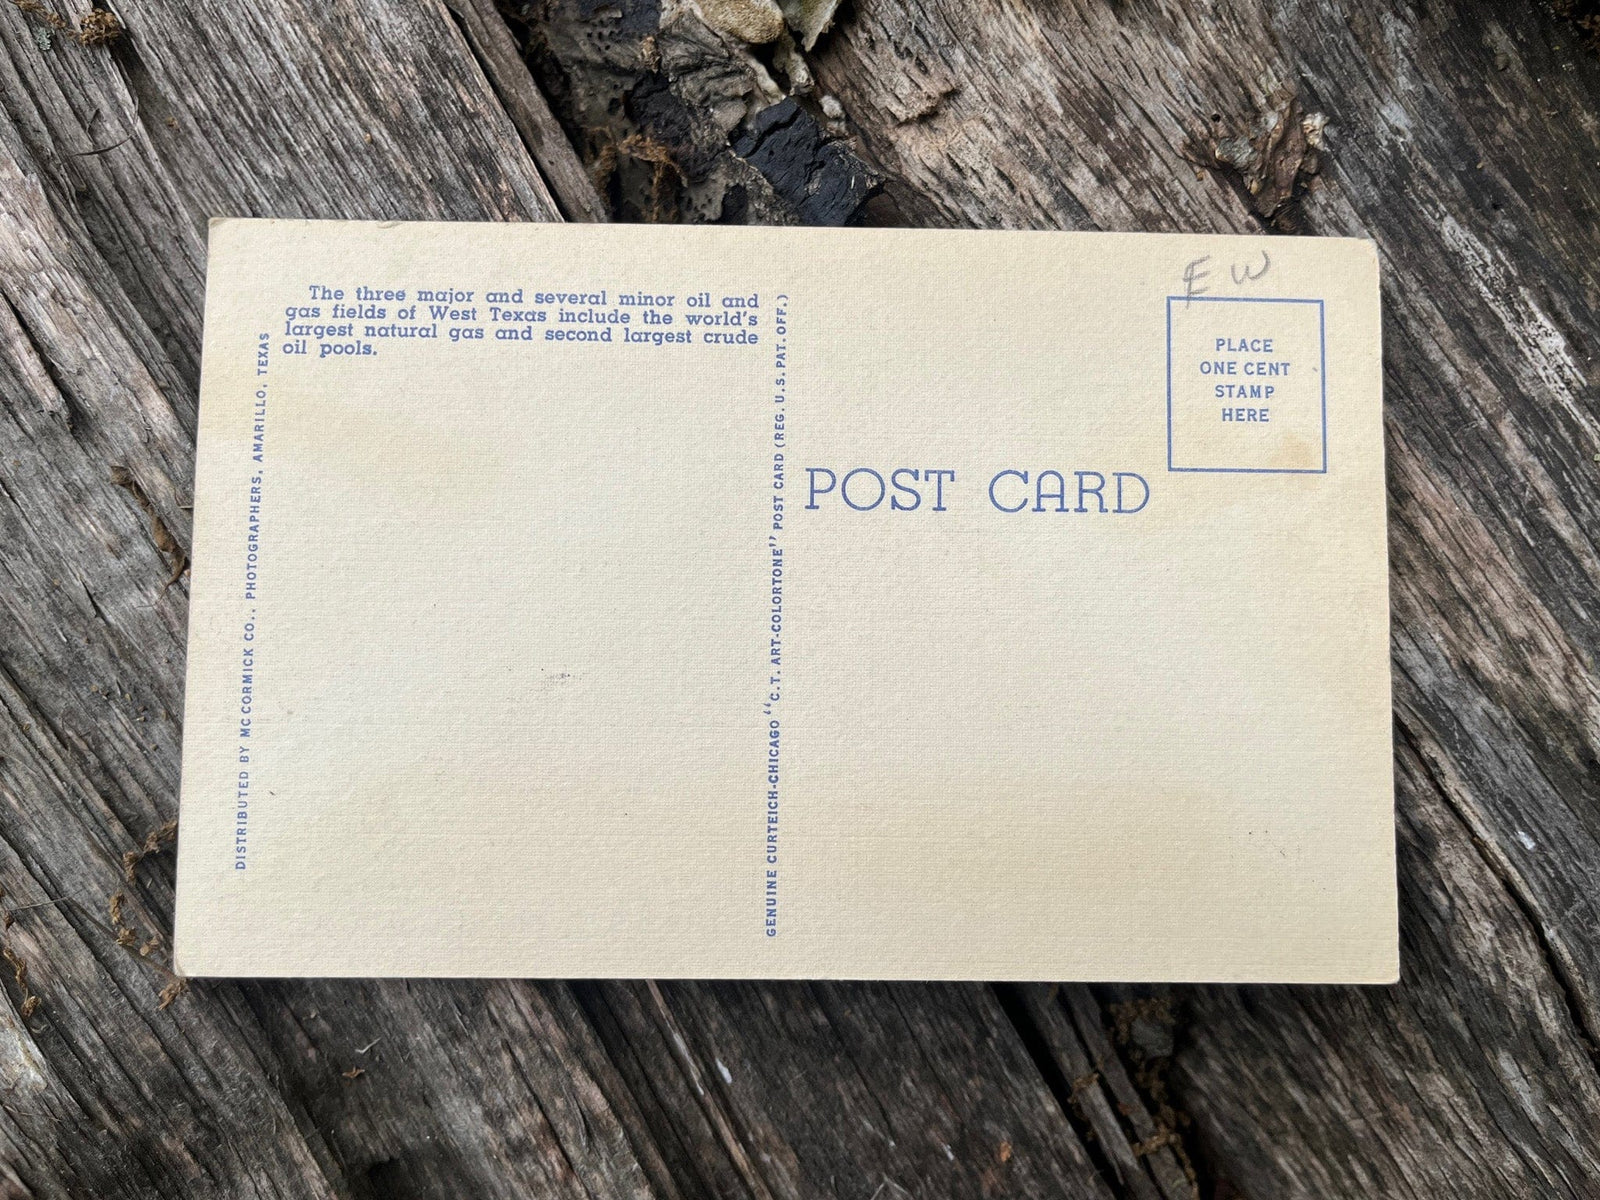 The three major and several minor oil and
gas fields of West Texas include the world's
largest natural gas and second largest crude
oil pools.
DISTRIBUTED BY MC CORMICK CO., PHOTOGRAPHERS, AMARILLO, TEXAS
GENUINE CURTEICH-CHICAGO "C.T. ART-COLORTONE" POST CARD (REG. U.S. PAT. OFF.)
POST CARD
E W
PLACE
ONE CENT
STAMP
HERE